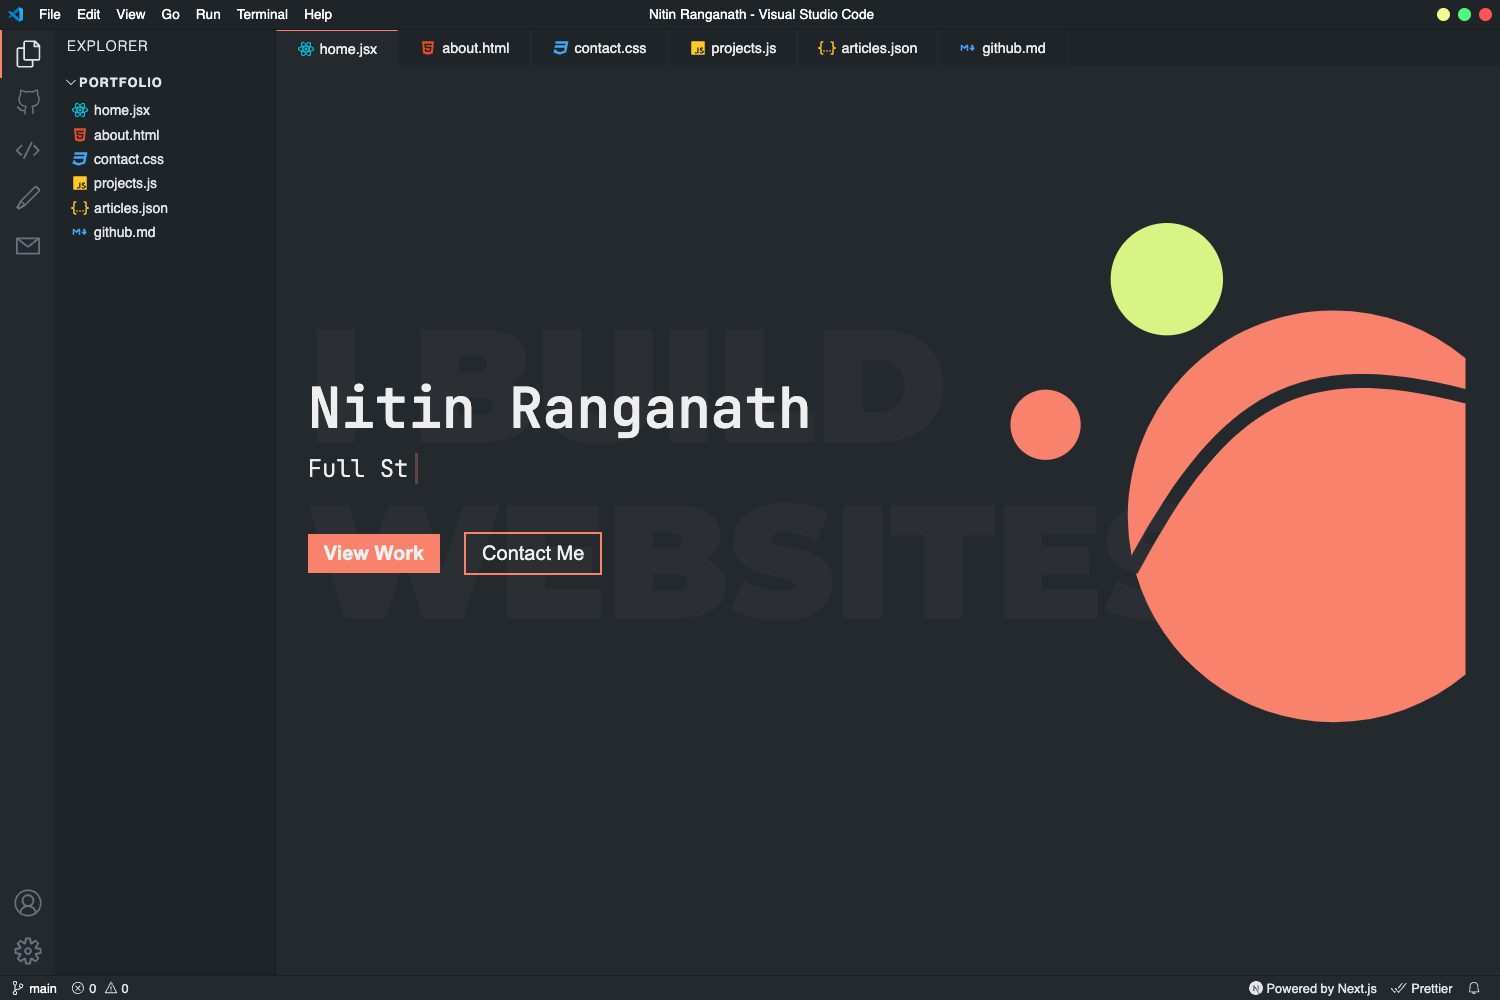 File Edit View Go Run Terminal Help
Nitin Ranganath - Visual Studio Code
EXPLORER
PORTFOLIO
home.jsx
about.html
contact.css
projects.js
articles.json
github.md
home.jsx
about.html
contact.css
projects.js
articles.json
github.md
I BUILD
WEBSITES
Nitin Ranganath
Full St
View Work
Contact Me
main
0
0
Powered by Next.js
Prettier